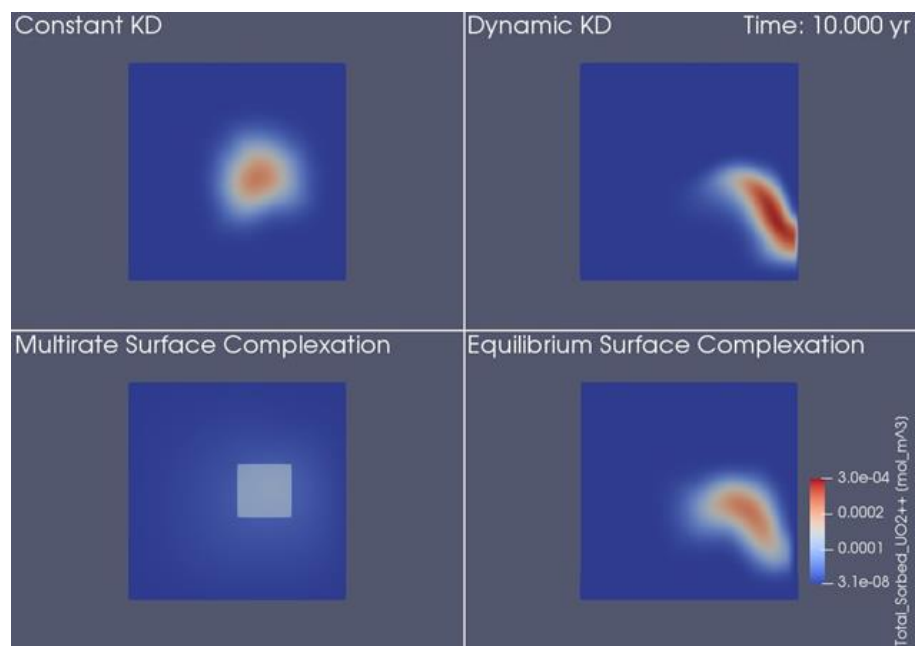 Constant KD
Dynamic KD
Time: 10.000 yr
Multirate Surface Complexation
Equilibrium Surface Complexation
3.0e-04
0.0002
0.0001
3.1e-08
Total_Sorbed_UO2++ (mol_m^3)